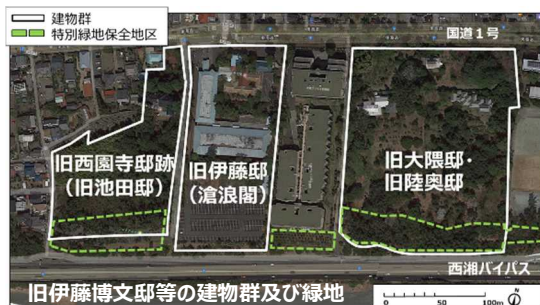 建物群
特別緑地保全地区
国道1号
旧西園寺邸跡
(旧池田邸)
旧伊藤邸
(滄浪閣)
旧大隈邸・
旧陸奥邸
西湘バイパス
旧伊藤博文邸等の建物群及び緑地
0 50 100m
N